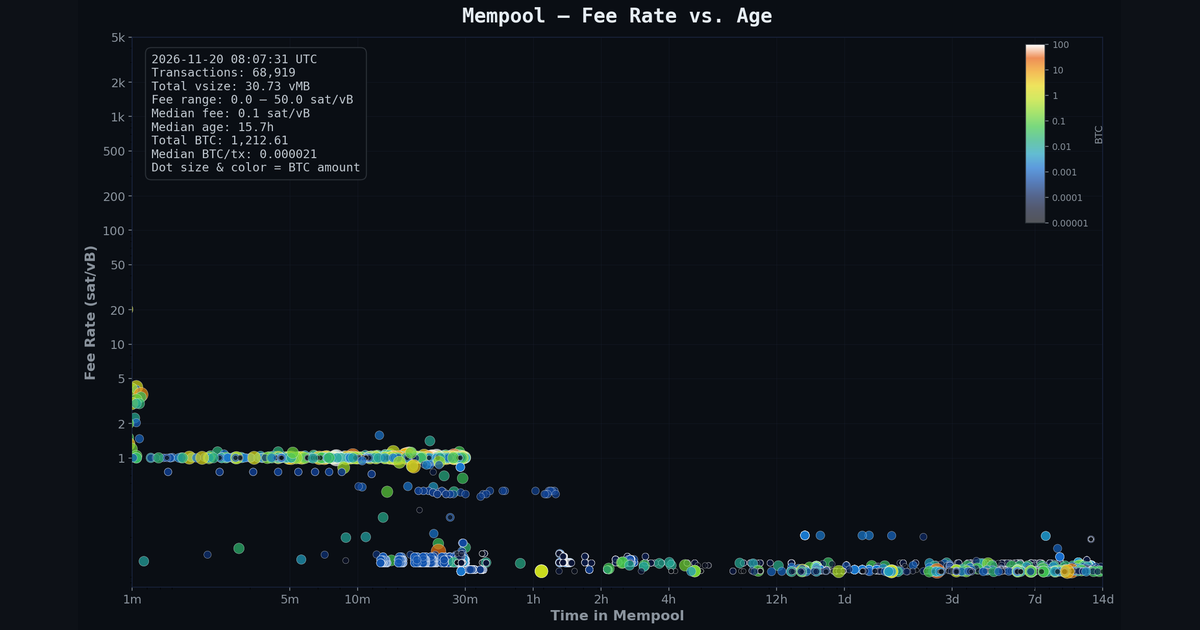 Mempool — Fee Rate vs. Age
2026-11-20 08:07:31 UTC
Transactions: 68,919
Total vsize: 30.73 vMB
Fee range: 0.0 — 50.0 sat/vB
Median fee: 0.1 sat/vB
Median age: 15.7h
Total BTC: 1,212.61
Median BTC/tx: 0.000021
Dot size & color = BTC amount
5k
2k
1k
500
200
100
50
20
10
5
2
1
Fee Rate (sat/vB)
100
10
1
0.1
0.01
0.001
0.0001
0.00001
BTC
1m 5m 10m 30m 1h 2h 4h 12h 1d 3d 7d 14d
Time in Mempool